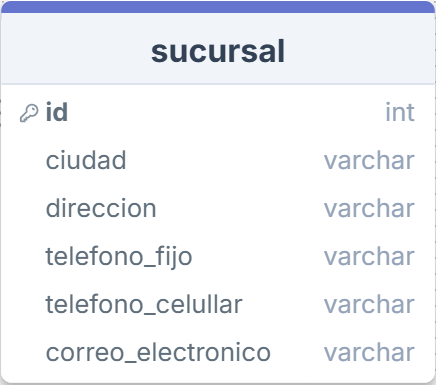 sucursal
id int
ciudad varchar
direccion varchar
telefono_fijo varchar
telefono_celullar varchar
correo_electronico varchar